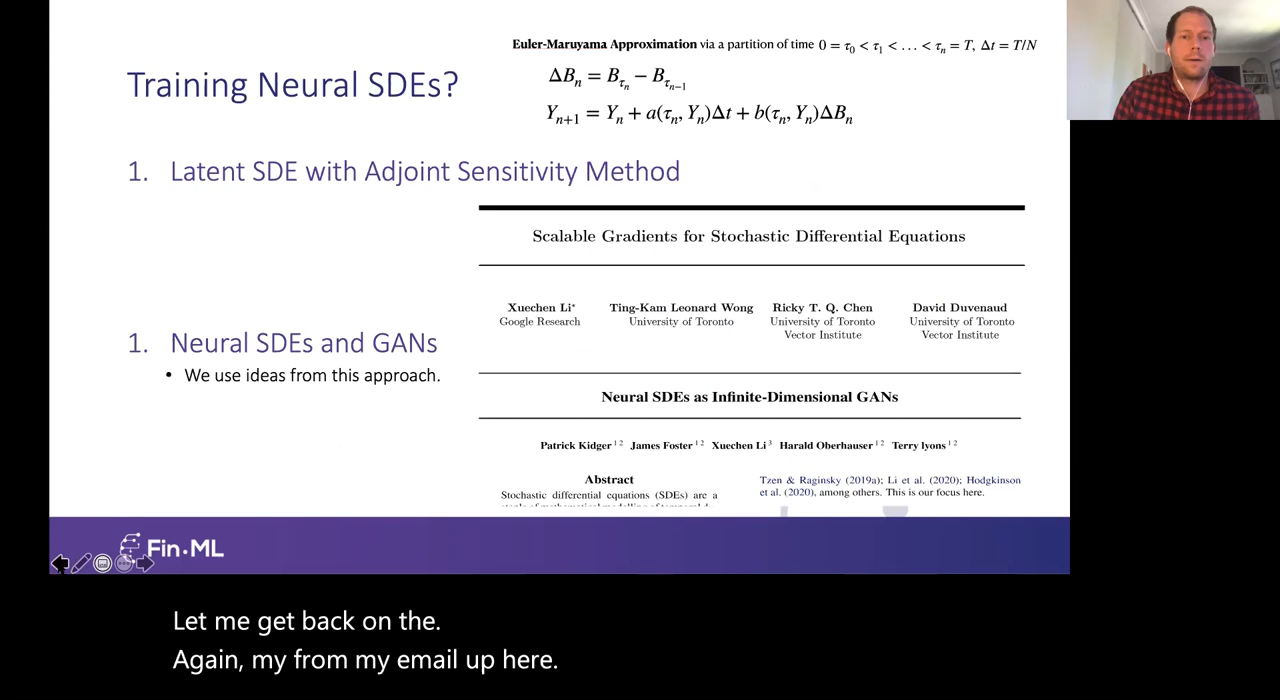 Euler-Maruyama Approximation via a partition of time 0 = τ₀ < τ₁ < … < τₙ = T, Δt = T/N
Training Neural SDEs?
ΔBₙ = B_τₙ − B_τₙ₋₁
Yₙ₊₁ = Yₙ + a(τₙ, Yₙ)Δt + b(τₙ, Yₙ)ΔBₙ
1. Latent SDE with Adjoint Sensitivity Method
Scalable Gradients for Stochastic Differential Equations
Xuechen Li* Ting-Kam Leonard Wong Ricky T. Q. Chen David Duvenaud
Google Research University of Toronto University of Toronto University of Toronto
Vector Institute Vector Institute
1. Neural SDEs and GANs
• We use ideas from this approach.
Neural SDEs as Infinite-Dimensional GANs
Patrick Kidger ¹ ² James Foster ¹ ² Xuechen Li ³ Harald Oberhauser ¹ ² Terry lyons ¹ ²
Abstract
Stochastic differential equations (SDEs) are a
Tzen & Raginsky (2019a); Li et al. (2020); Hodgkinson
et al. (2020), among others. This is our focus here.
Fin·ML
Let me get back on the.
Again, my from my email up here.